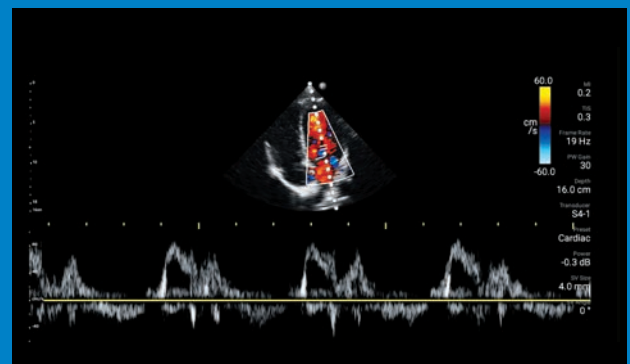 60.0
cm
/s
-60.0
MI
0.2
TIS
0.3
Frame Rate
19 Hz
PW Gain
30
Depth
16.0 cm
Transducer
S4-1
Preset
Cardiac
Power
-0.3 dB
SV Size
4.0 mm
0°